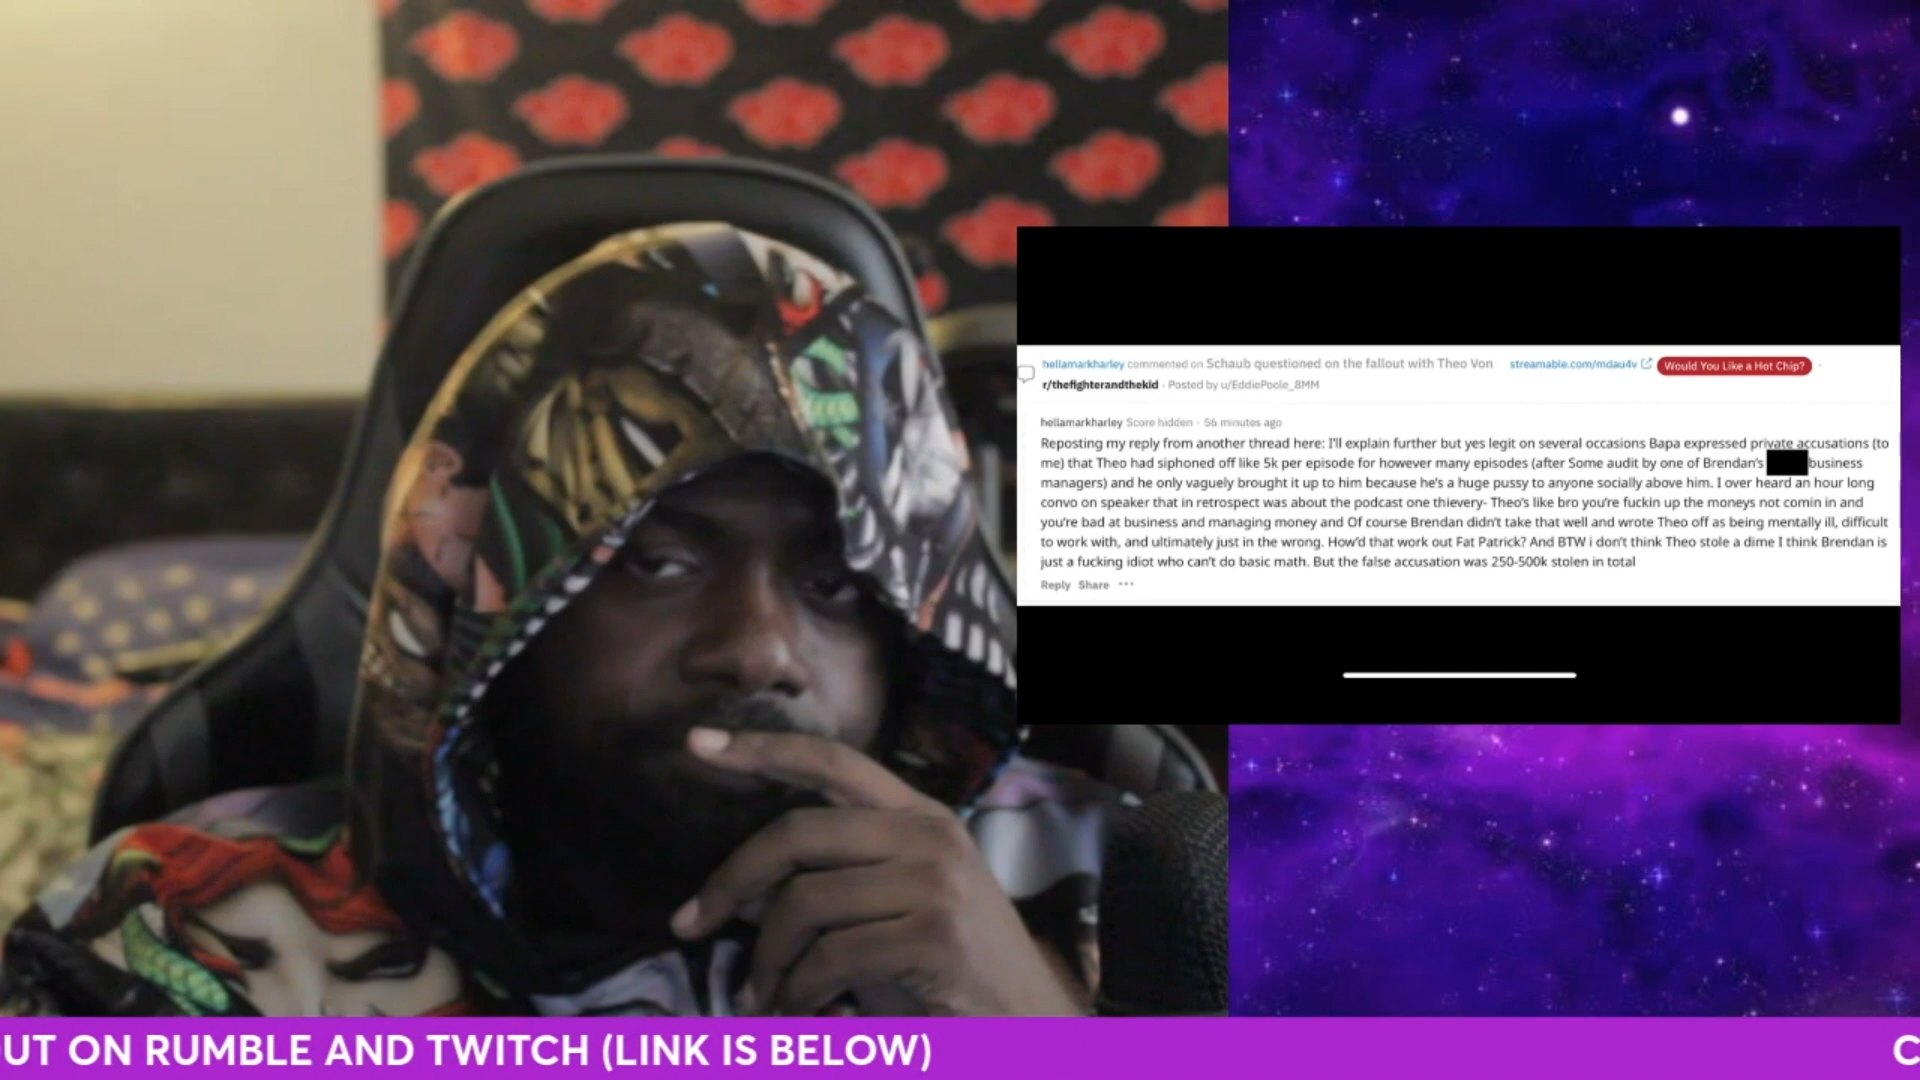 hellamarkharley commented on Schaub questioned on the fallout with Theo Von streamable.com/mdau4v Would You Like a Hot Chip? ·
r/thefighterandthekid · Posted by u/EddiePoole_8MM
hellamarkharley Score hidden · 56 minutes ago
Reposting my reply from another thread here: I'll explain further but yes legit on several occasions Bapa expressed private accusations (to
me) that Theo had siphoned off like 5k per episode for however many episodes (after Some audit by one of Brendan's business
managers) and he only vaguely brought it up to him because he's a huge pussy to anyone socially above him. I over heard an hour long
convo on speaker that in retrospect was about the podcast one thievery- Theo's like bro you're fuckin up the moneys not comin in and
you're bad at business and managing money and Of course Brendan didn't take that well and wrote Theo off as being mentally ill, difficult
to work with, and ultimately just in the wrong. How'd that work out Fat Patrick? And BTW i don't think Theo stole a dime I think Brendan is
just a fucking idiot who can't do basic math. But the false accusation was 250-500k stolen in total
Reply Share ···
UT ON RUMBLE AND TWITCH (LINK IS BELOW) C